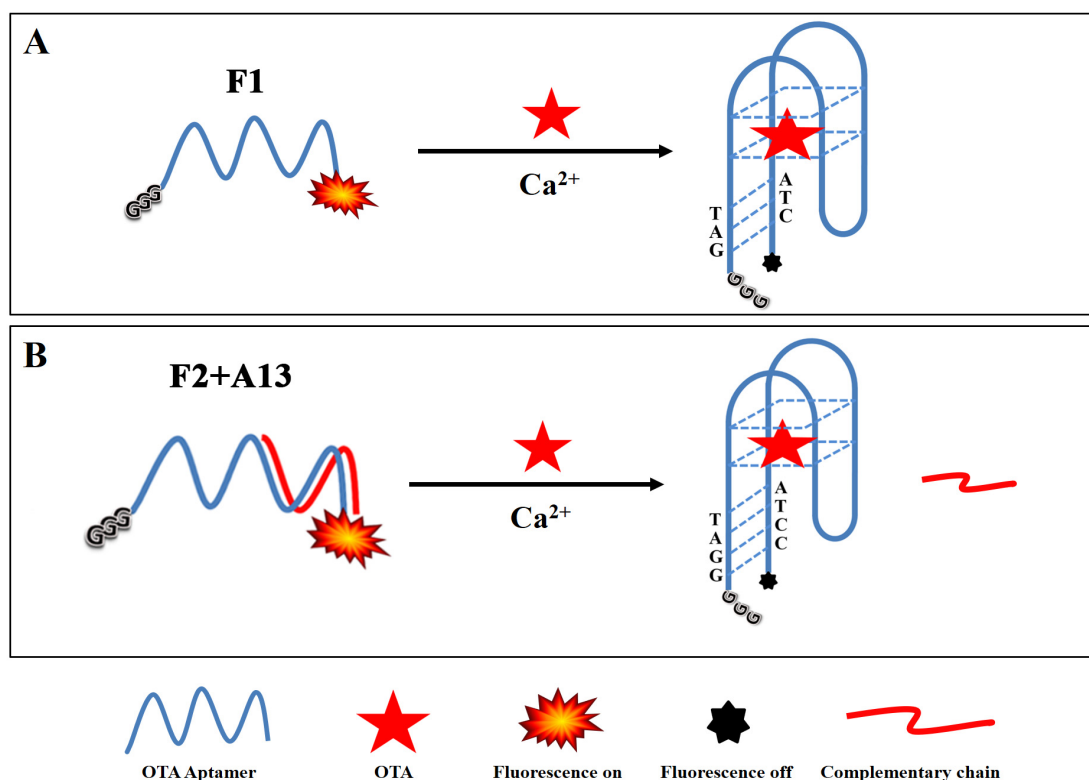 A
F1
GGG
Ca²⁺
T
A
G
A
T
C
GGG
B
F2+A13
GGG
Ca²⁺
T
A
G
G
A
T
C
C
GGG
OTA Aptamer
OTA
Fluorescence on
Fluorescence off
Complementary chain